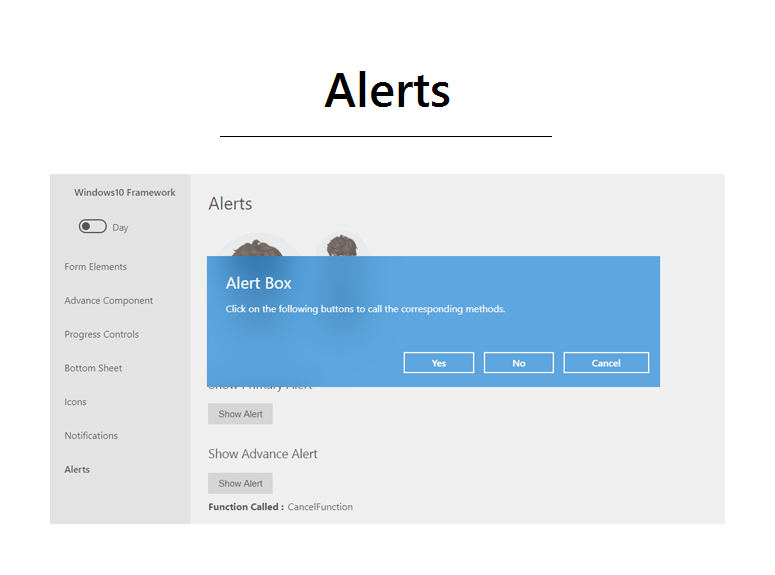 Alerts
Windows10 Framework
Day
Form Elements
Advance Component
Progress Controls
Bottom Sheet
Icons
Notifications
Alerts
Alerts
Alert Box
Click on the following buttons to call the corresponding methods.
Yes No Cancel
Show Primary Alert
Show Alert
Show Advance Alert
Show Alert
Function Called : CancelFunction